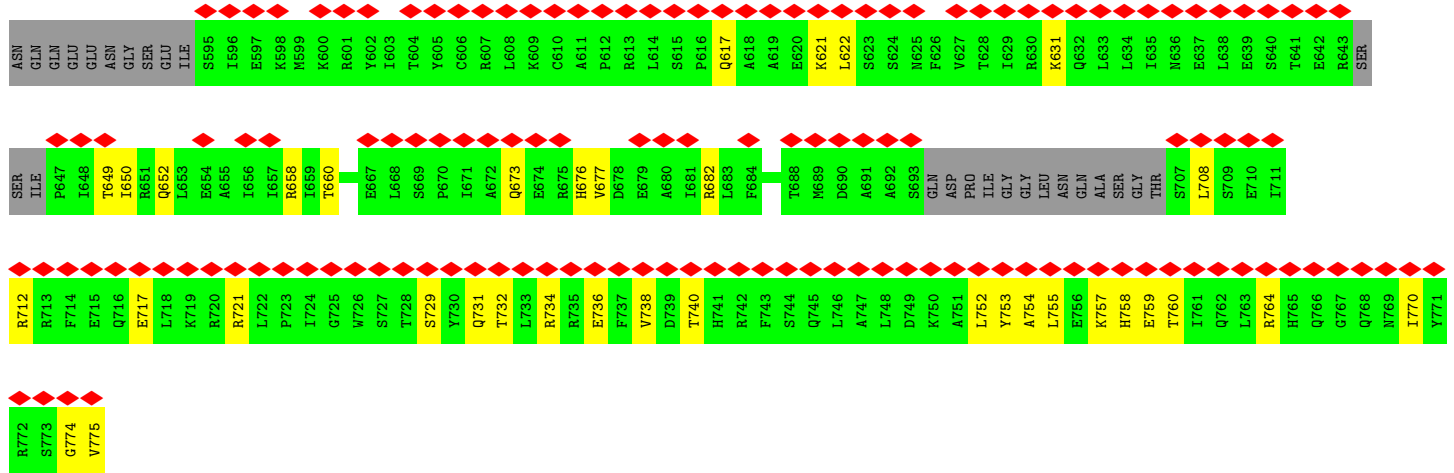 ASN GLN GLN GLU GLU ASN GLY SER GLU ILE S595 I596 E597 K598 M599 K600 R601 Y602 I603 T604 Y605 C606 R607 L608 K609 C610 A611 P612 R613 L614 S615 P616 Q617 A618 A619 E620 K621 L622 S623 S624 N625 F626 V627 T628 I629 R630 K631 Q632 L633 L634 I635 N636 E637 L638 E639 S640 T641 E642 R643 SER
SER ILE P647 I648 T649 I650 R651 Q652 L653 E654 A655 I656 I657 R658 I659 T660 E667 L668 S669 P670 I671 A672 Q673 E674 R675 H676 V677 D678 E679 A680 I681 R682 L683 F684 T688 M689 D690 A691 A692 S693 GLN ASP PRO ILE GLY GLY LEU ASN GLN ALA SER GLY THR S707 L708 S709 E710 I711
R712 R713 F714 E715 Q716 E717 L718 K719 R720 R721 L722 P723 I724 G725 W726 S727 T728 S729 Y730 Q731 T732 L733 R734 R735 E736 F737 V738 D739 T740 H741 R742 F743 S744 Q745 L746 A747 L748 D749 K750 A751 L752 Y753 A754 L755 E756 K757 H758 E759 T760 I761 Q762 L763 R764 H765 Q766 G767 Q768 N769 I770 Y771
R772 S773 G774 V775